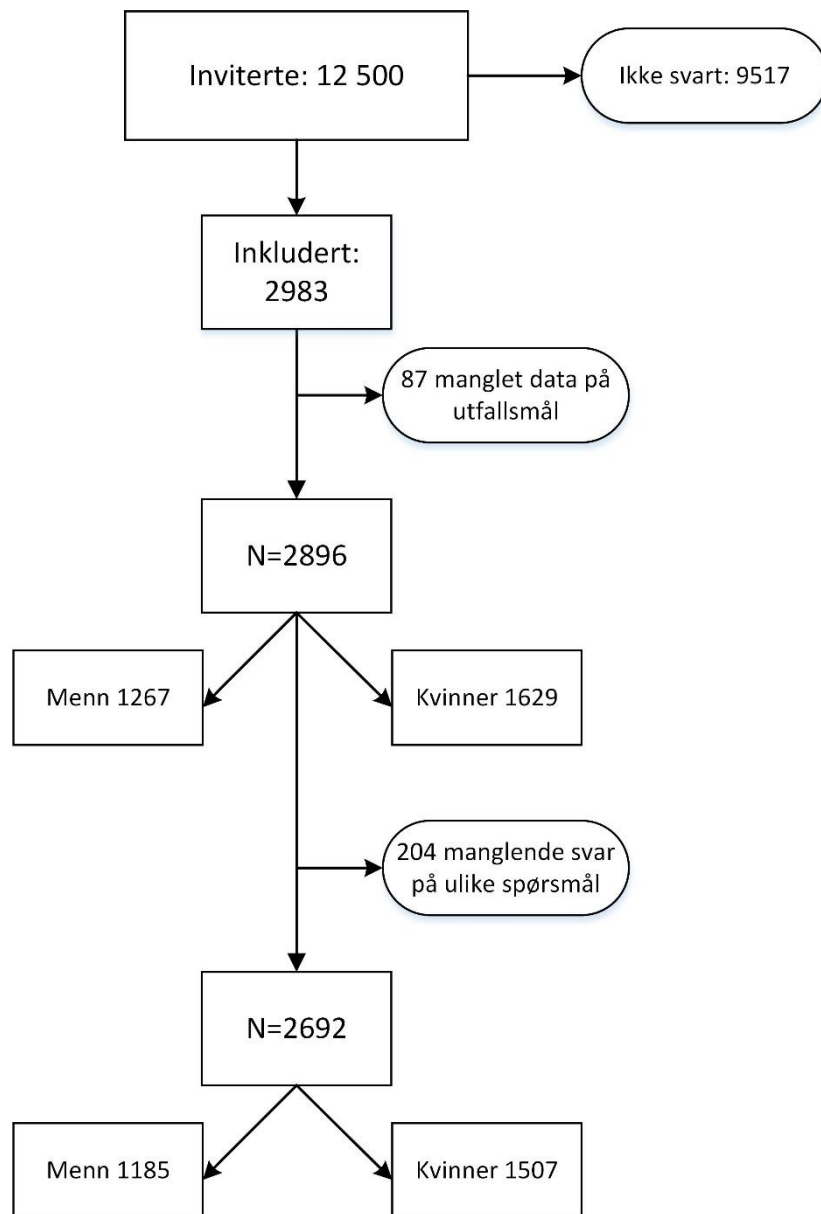 Inviterte: 12 500
Ikke svart: 9517
Inkludert:
2983
87 manglet data på
utfallsmål
N=2896
Menn 1267
Kvinner 1629
204 manglende svar
på ulike spørsmål
N=2692
Menn 1185
Kvinner 1507